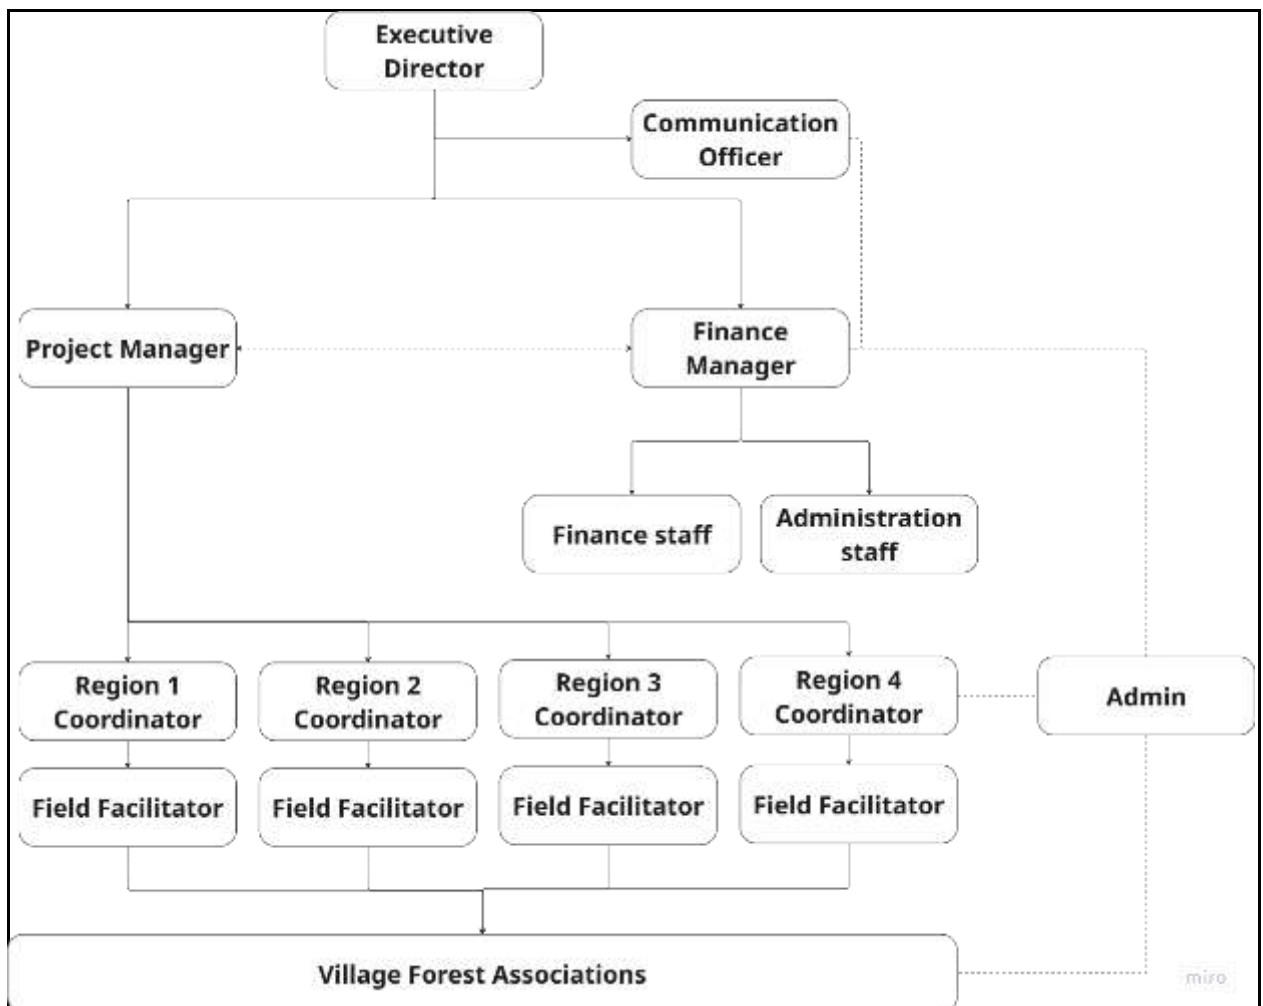 Executive
Director
Communication
Officer
Project Manager
Finance
Manager
Finance staff
Administration
staff
Region 1
Coordinator
Region 2
Coordinator
Region 3
Coordinator
Region 4
Coordinator
Admin
Field Facilitator
Field Facilitator
Field Facilitator
Field Facilitator
Village Forest Associations
miro